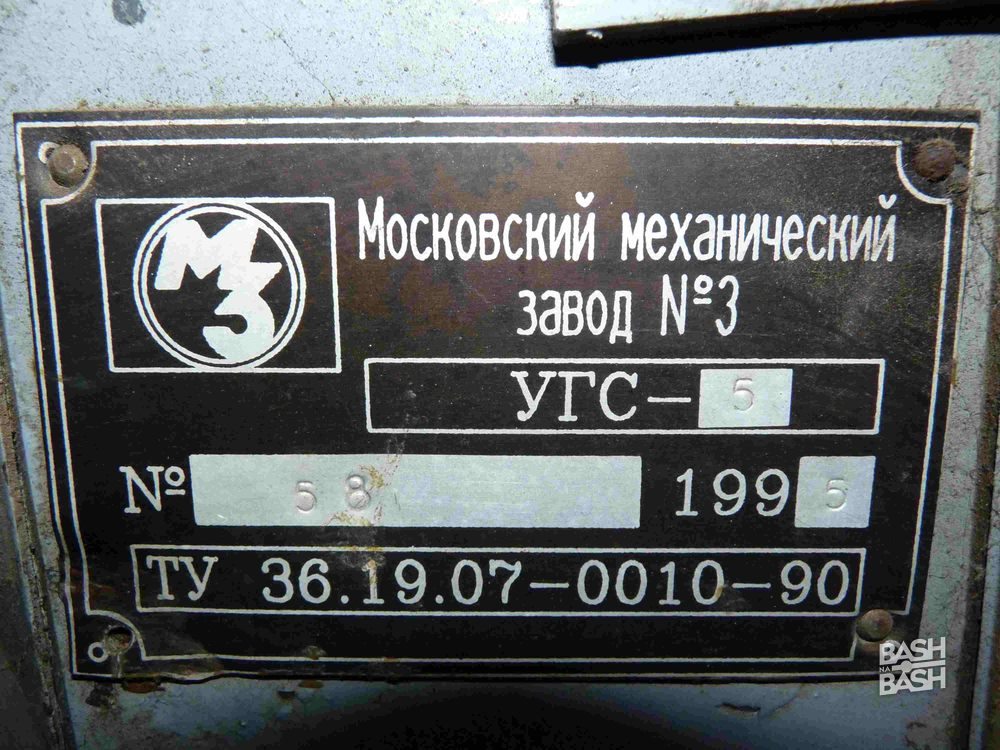 МЗ
Московский механический
завод №3
УГС-5
№ 58 1995
ТУ 36.19.07-0010-90
BASH
NA
BASH